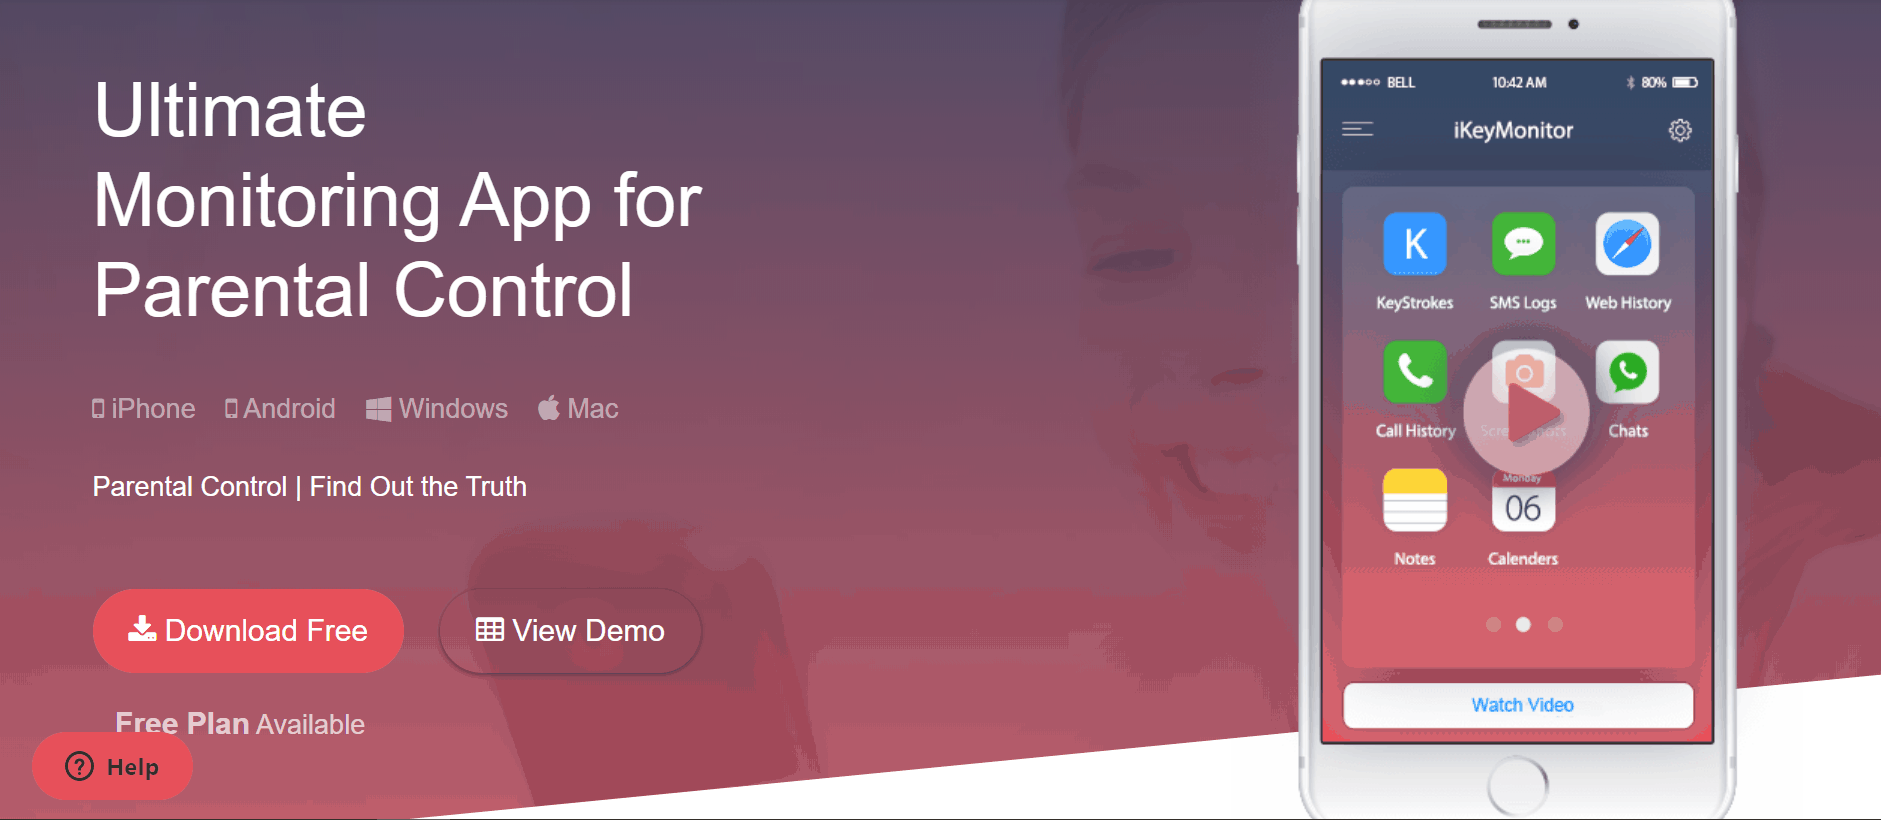 Ultimate
Monitoring App for
Parental Control
iPhone Android Windows Mac
Parental Control | Find Out the Truth
Download Free
View Demo
Free Plan Available
Help
BELL 10:42 AM 80%
iKeyMonitor
K
KeyStrokes SMS Logs Web History
Call History Screenshots Chats
Monday
06
Notes Calenders
Watch Video